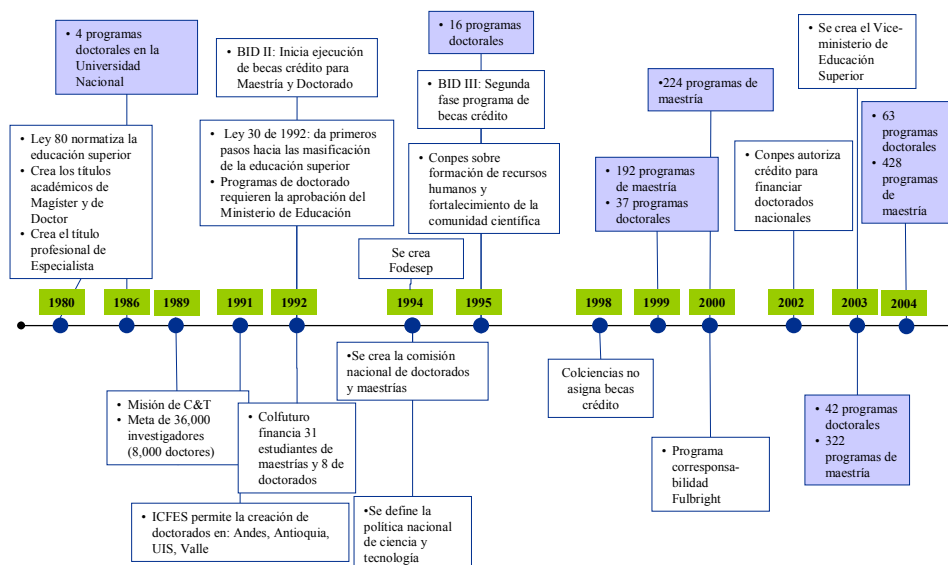 • 4 programas
doctorales en la
Universidad
Nacional
• BID II: Inicia ejecución
de becas crédito para
Maestría y Doctorado
• 16 programas
doctorales
• BID III: Segunda
fase programa de
becas crédito
• Se crea el Vice-
ministerio de
Educación
Superior
•224 programas de
maestría
• Ley 80 normatiza la
educación superior
• Crea los títulos
académicos de
Magíster y de
Doctor
• Crea el título
profesional de
Especialista
• Ley 30 de 1992: da primeros
pasos hacia las masificación
de la educación superior
• Programas de doctorado
requieren la aprobación del
Ministerio de Educación
• Conpes sobre
formación de recursos
humanos y
fortalecimiento de la
comunidad científica
• 192 programas
de maestría
• 37 programas
doctorales
• Conpes autoriza
crédito para
financiar
doctorados
nacionales
• 63
programas
doctorales
• 428
programas
de
maestría
Se crea
Fodesep
1980
1986
1989
1991
1992
1994
1995
1998
1999
2000
2002
2003
2004
• Misión de C&T
• Meta de 36,000
investigadores
(8,000 doctores)
• Colfuturo
financia 31
estudiantes de
maestrías y 8 de
doctorados
•Se crea la comisión
nacional de doctorados
y maestrías
Colciencias no
asigna becas
crédito
• Programa
corresponsa-
bilidad
Fulbright
• 42 programas
doctorales
• 322
programas de
maestría
• ICFES permite la creación de
doctorados en: Andes, Antioquia,
UIS, Valle
•Se define la
política nacional
de ciencia y
tecnología